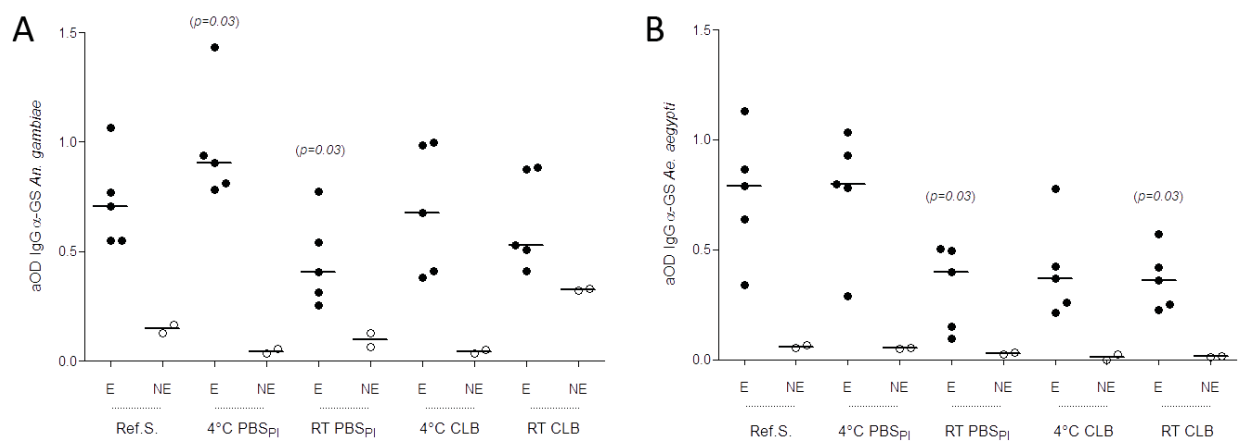 A
(p=0.03)
(p=0.03)
aOD IgG α-GS An. gambiae
1.5
1.0
0.5
0.0
E NE E NE E NE E NE E NE
Ref.S. 4°C PBSPI RT PBSPI 4°C CLB RT CLB
B
(p=0.03)
(p=0.03)
aOD IgG α-GS Ae. aegypti
1.5
1.0
0.5
0.0
E NE E NE E NE E NE E NE
Ref.S. 4°C PBSPI RT PBSPI 4°C CLB RT CLB